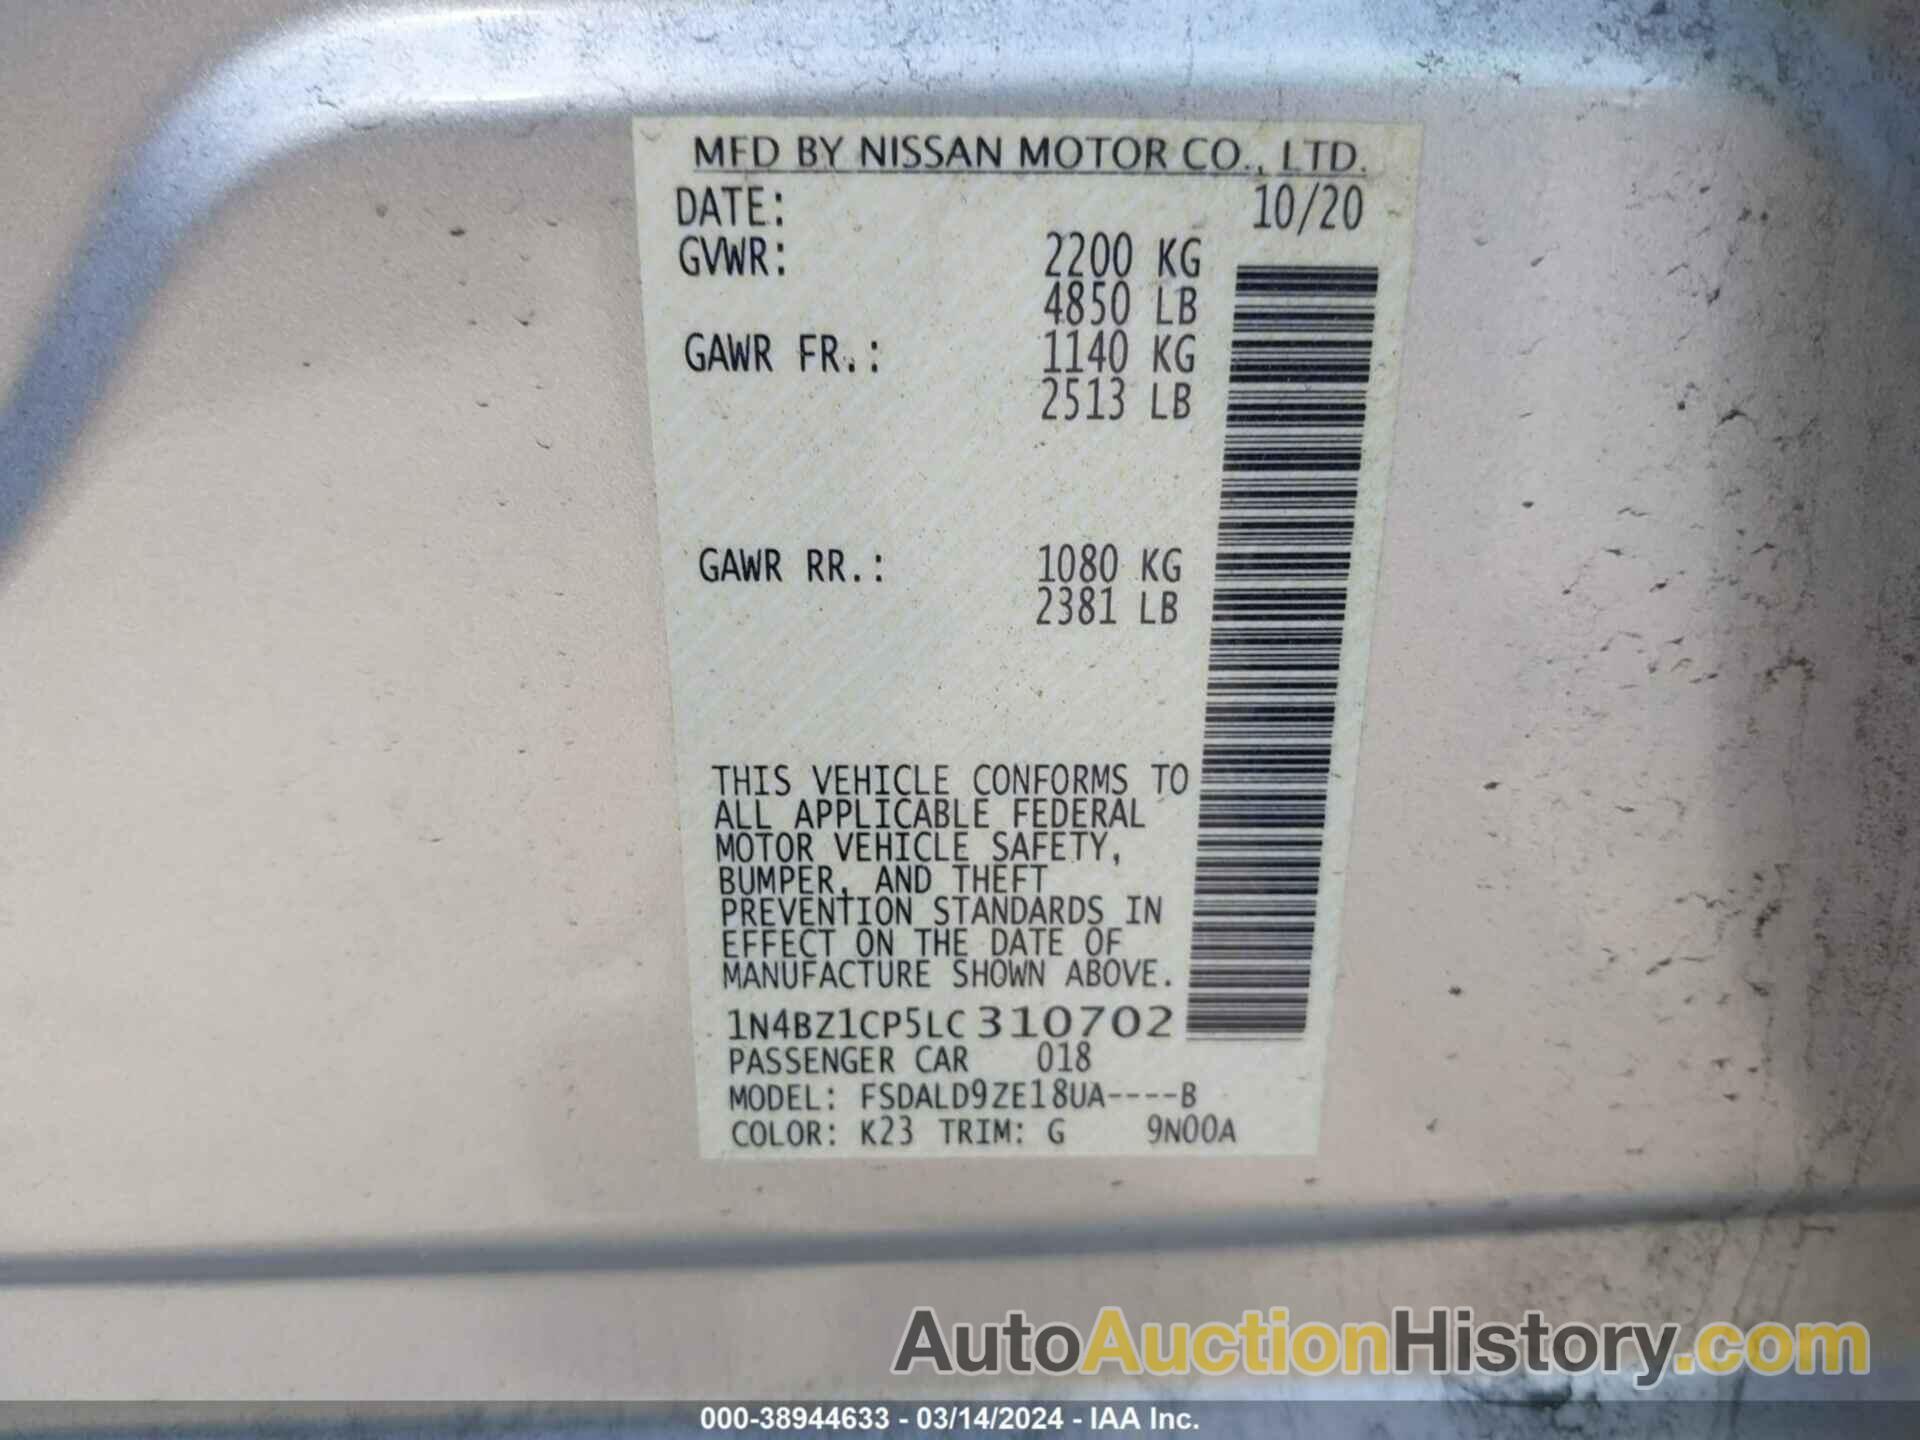 MFD BY NISSAN MOTOR CO., LTD.
DATE: 10/20
GVWR: 2200 KG
4850 LB
GAWR FR.: 1140 KG
2513 LB
GAWR RR.: 1080 KG
2381 LB
THIS VEHICLE CONFORMS TO
ALL APPLICABLE FEDERAL
MOTOR VEHICLE SAFETY,
BUMPER, AND THEFT
PREVENTION STANDARDS IN
EFFECT ON THE DATE OF
MANUFACTURE SHOWN ABOVE.
1N4BZ1CP5LC310702
PASSENGER CAR 018
MODEL: FSDALD9ZE18UA----B
COLOR: K23 TRIM: G 9N00A
AutoAuctionHistory.com
000-38944633 - 03/14/2024 - IAA Inc.